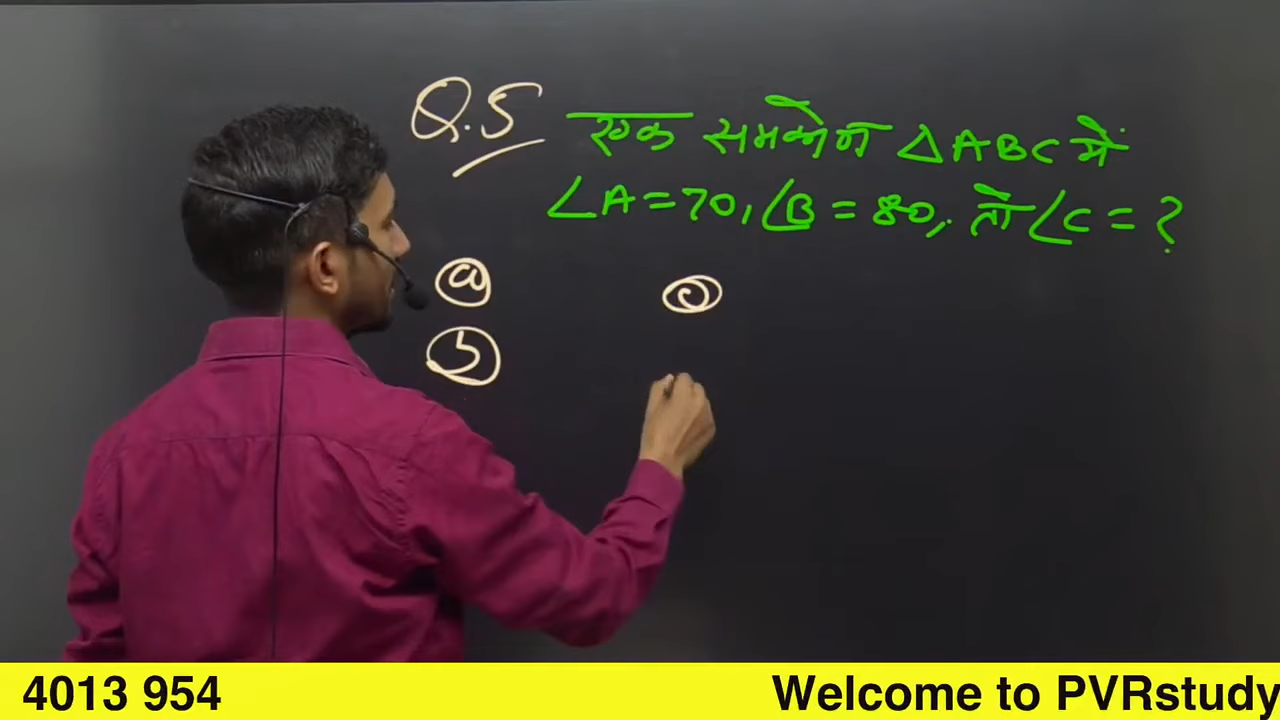 Q.5 एक समकोण △ABC में
∠A = 70, ∠B = 80, तो ∠C = ?
ⓐ ⓒ
ⓑ
4013 954 Welcome to PVRstudy